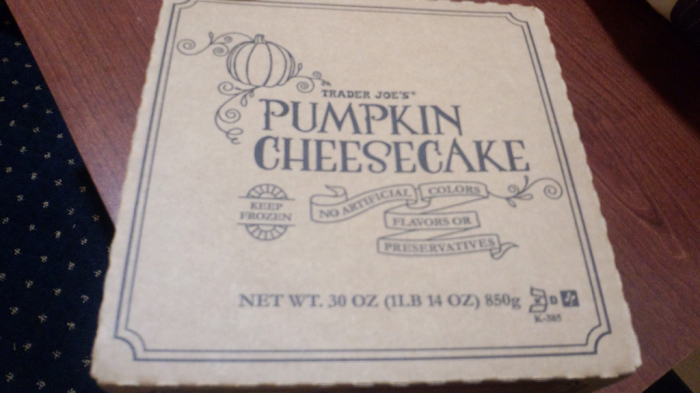 TRADER JOE'S®
PUMPKIN
CHEESECAKE
KEEP
FROZEN
NO ARTIFICIAL COLORS
FLAVORS OR
PRESERVATIVES
NET WT. 30 OZ (1LB 14 OZ) 850g
D
K-385